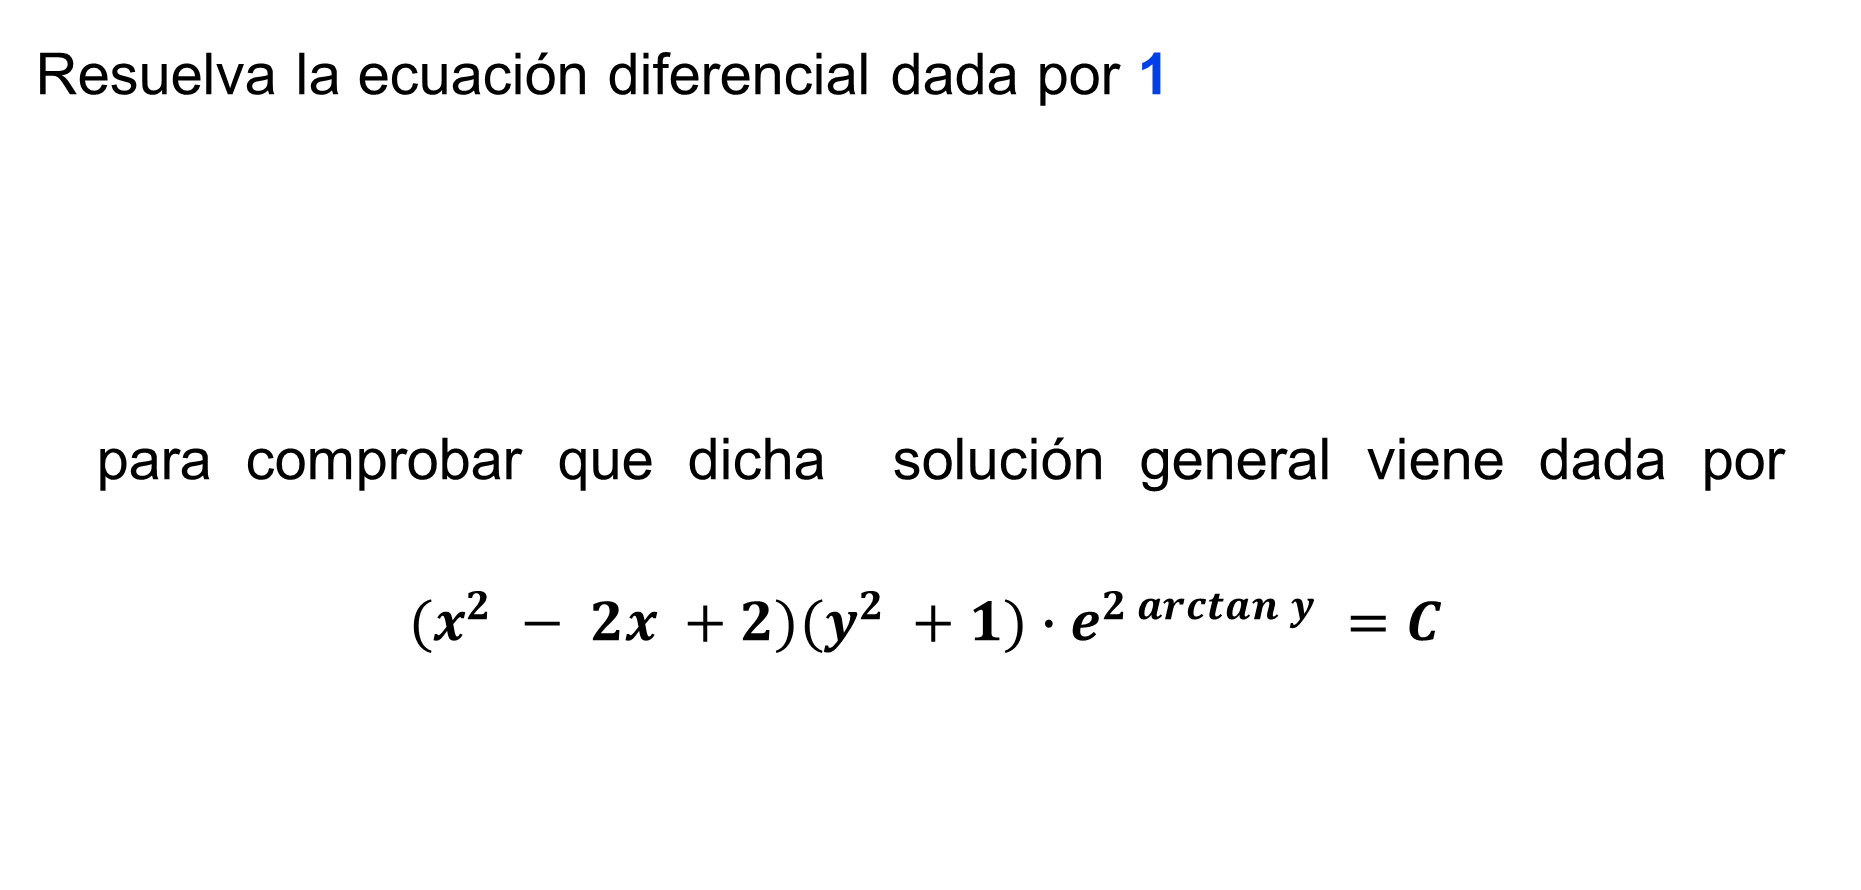 Resuelva la ecuación diferencial dada por 1
para comprobar que dicha solución general viene dada por
(x² − 2x + 2)(y² + 1) · e^{2 arctan y} = C